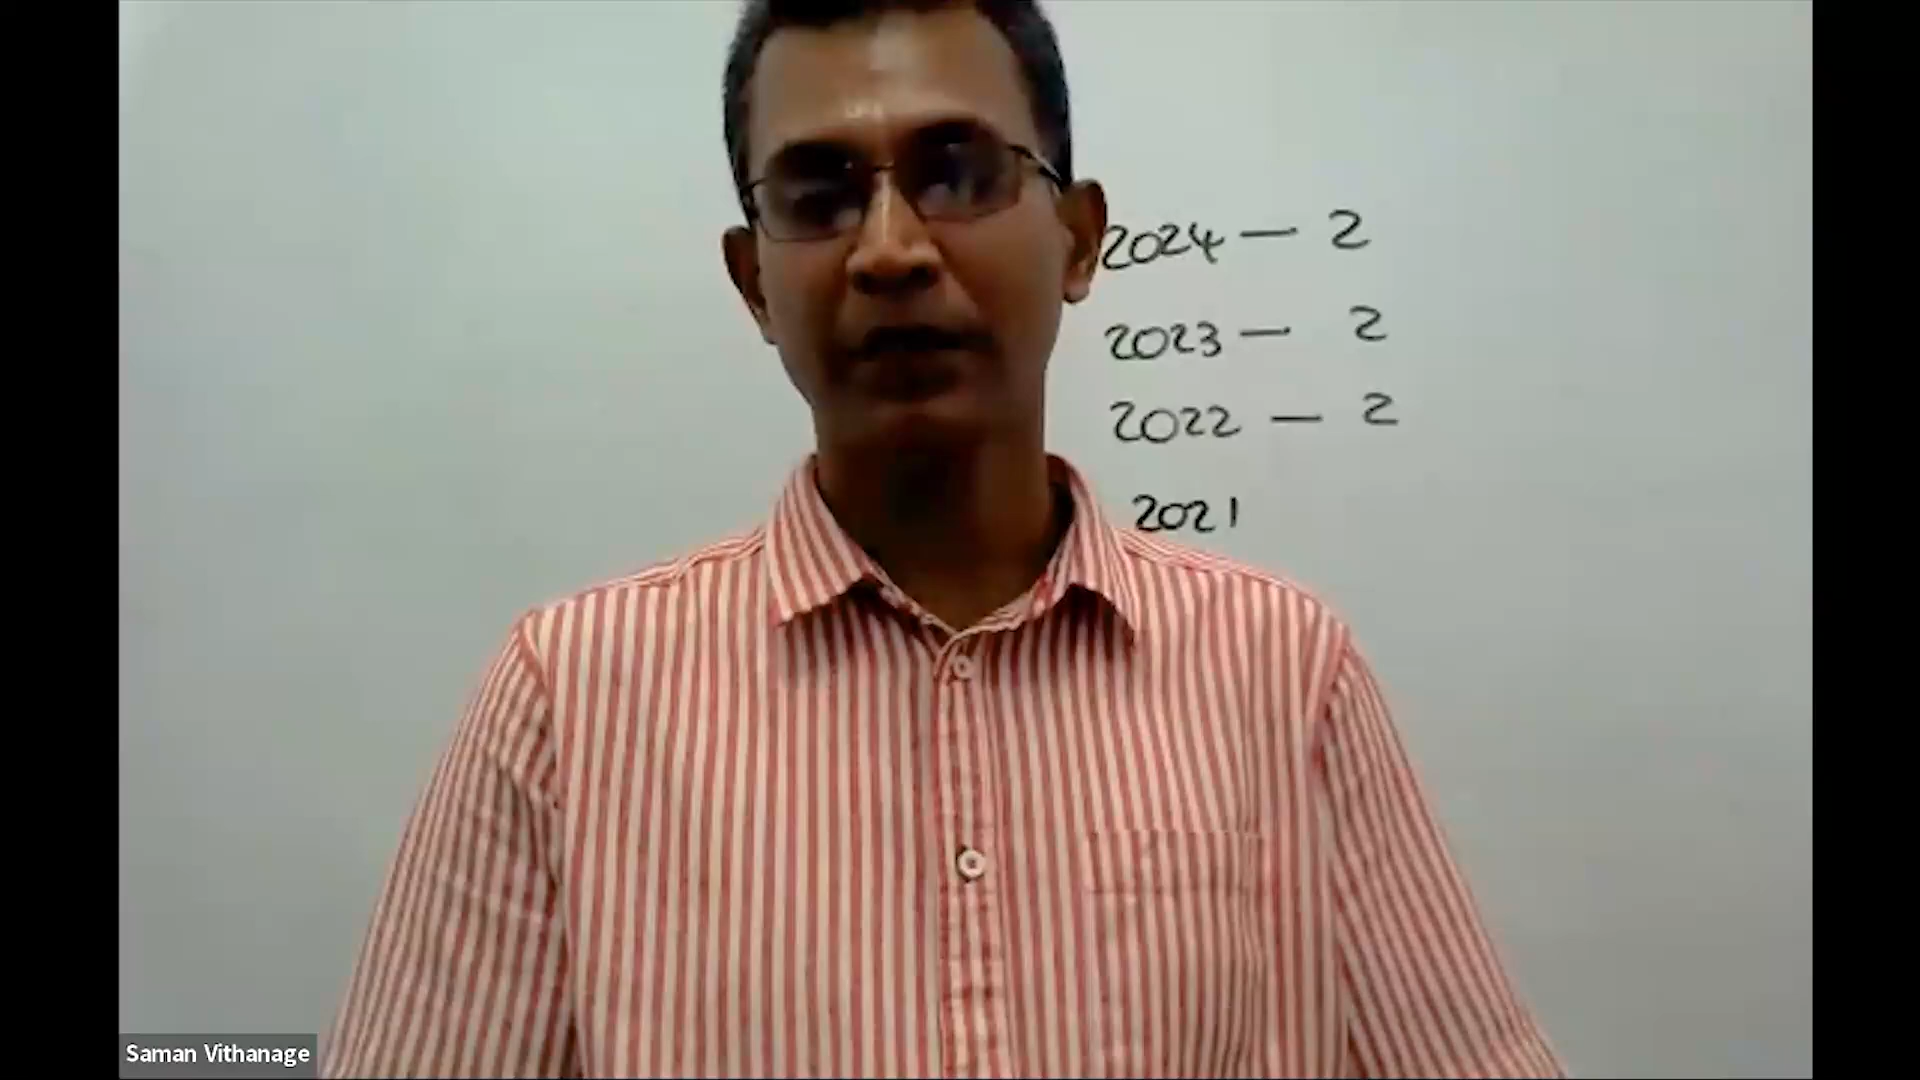 2024 — 2
2023 — 2
2022 — 2
2021
Saman Vithanage